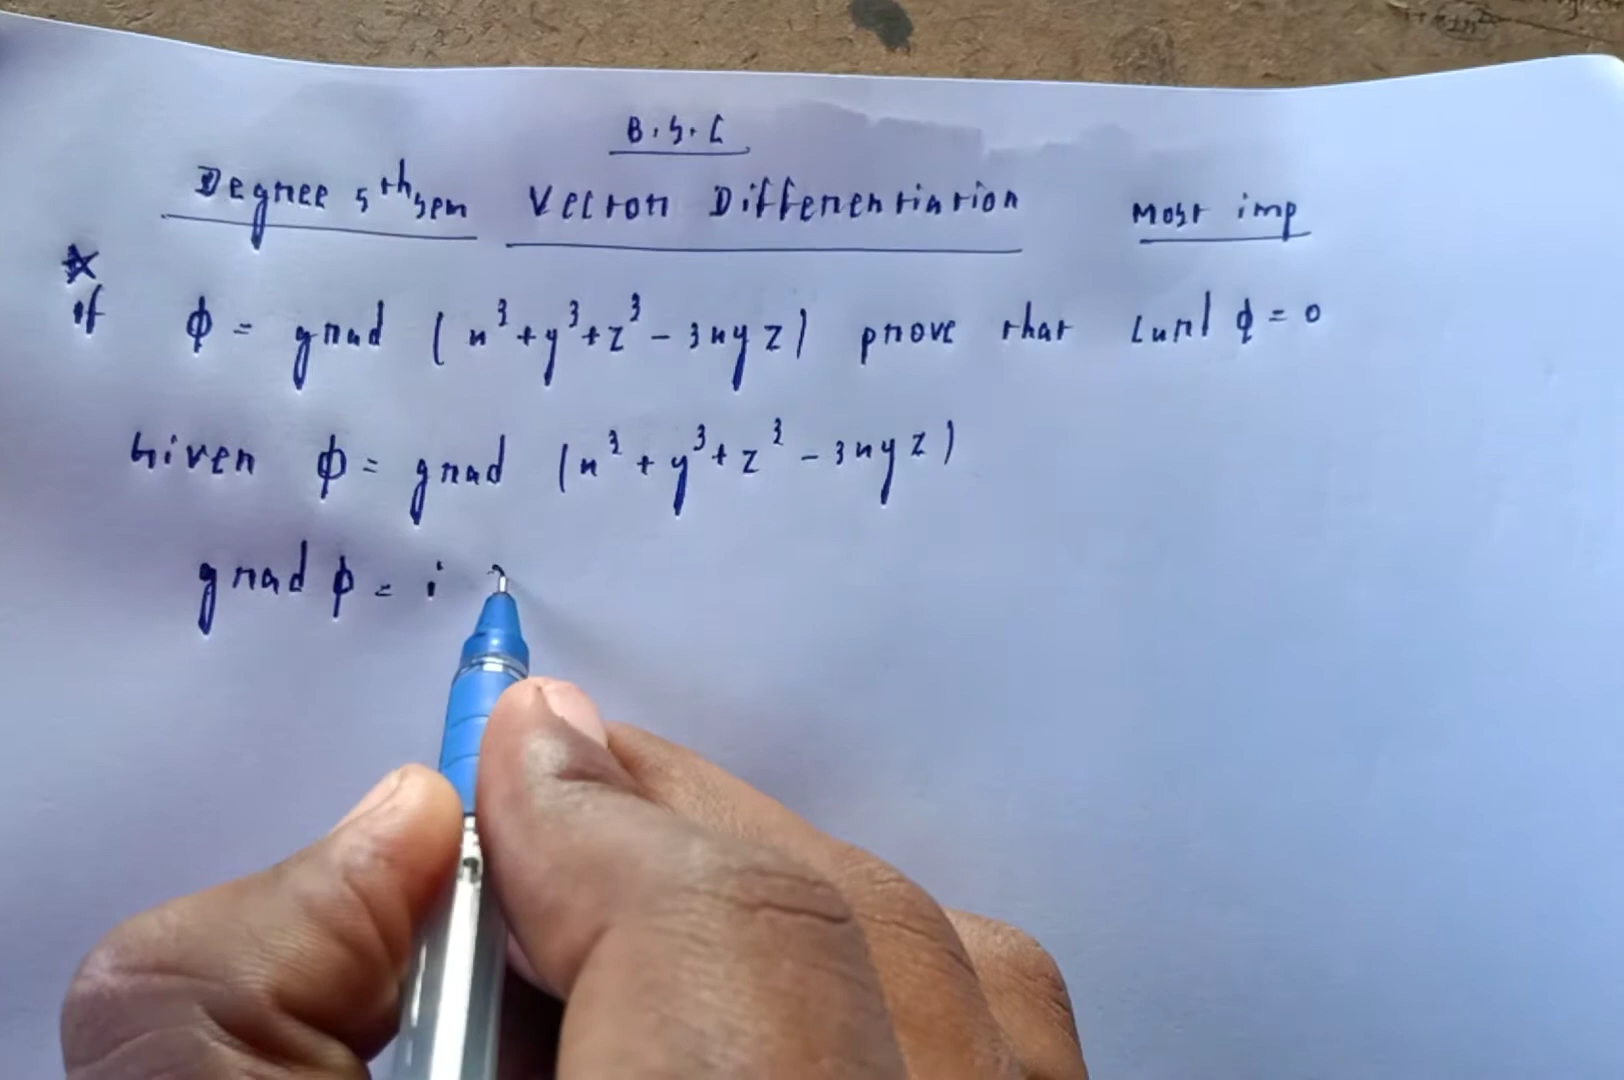 B.S.C
Degree 5th sem Vector Differentiation Most imp
If ϕ = grad (x³+y³+z³-3xyz) prove that curl ϕ = 0
Given ϕ = grad (x³+y³+z³-3xyz)
grad ϕ = i